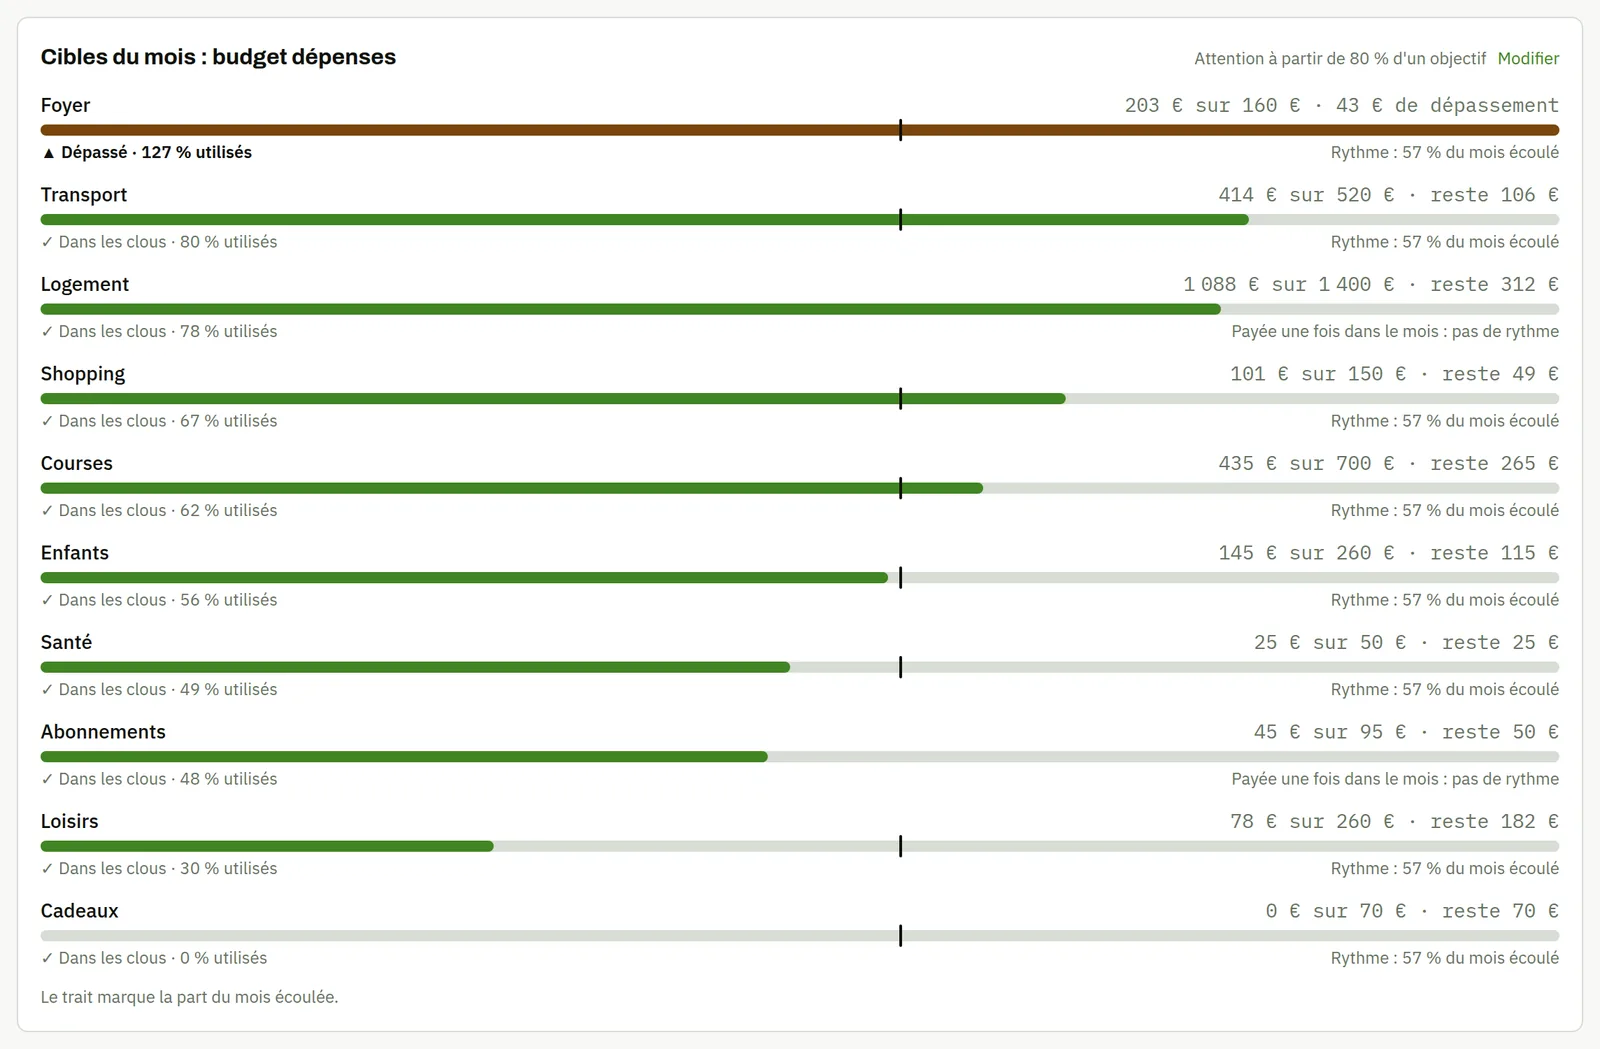 Cibles du mois : budget dépenses
Attention à partir de 80 % d'un objectif Modifier
Foyer
203 € sur 160 € · 43 € de dépassement
▲ Dépassé · 127 % utilisés
Rythme : 57 % du mois écoulé
Transport
414 € sur 520 € · reste 106 €
✓ Dans les clous · 80 % utilisés
Rythme : 57 % du mois écoulé
Logement
1 088 € sur 1 400 € · reste 312 €
✓ Dans les clous · 78 % utilisés
Payée une fois dans le mois : pas de rythme
Shopping
101 € sur 150 € · reste 49 €
✓ Dans les clous · 67 % utilisés
Rythme : 57 % du mois écoulé
Courses
435 € sur 700 € · reste 265 €
✓ Dans les clous · 62 % utilisés
Rythme : 57 % du mois écoulé
Enfants
145 € sur 260 € · reste 115 €
✓ Dans les clous · 56 % utilisés
Rythme : 57 % du mois écoulé
Santé
25 € sur 50 € · reste 25 €
✓ Dans les clous · 49 % utilisés
Rythme : 57 % du mois écoulé
Abonnements
45 € sur 95 € · reste 50 €
✓ Dans les clous · 48 % utilisés
Payée une fois dans le mois : pas de rythme
Loisirs
78 € sur 260 € · reste 182 €
✓ Dans les clous · 30 % utilisés
Rythme : 57 % du mois écoulé
Cadeaux
0 € sur 70 € · reste 70 €
✓ Dans les clous · 0 % utilisés
Rythme : 57 % du mois écoulé
Le trait marque la part du mois écoulée.